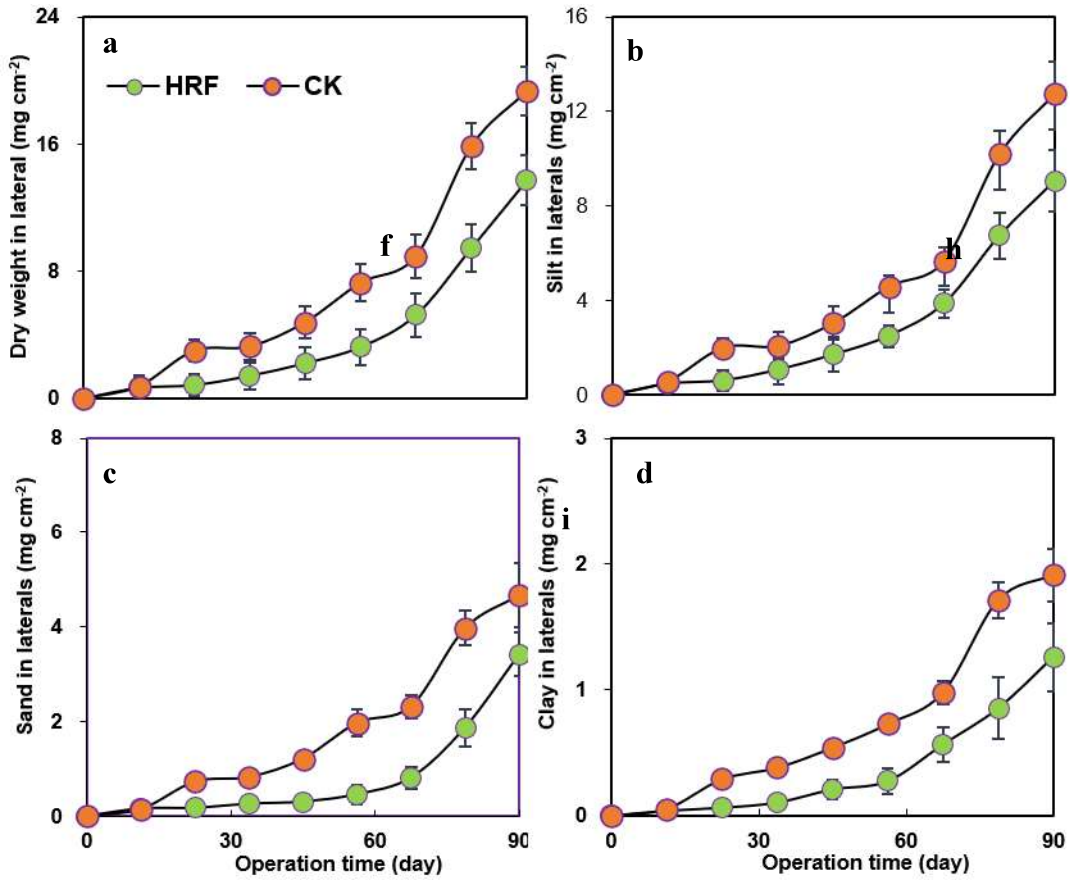 24
16
8
0
Dry weight in lateral (mg cm-2)
a
HRF
CK
f
16
12
8
4
0
Silt in laterals (mg cm-2)
b
h
8
6
4
2
0
Sand in laterals (mg cm-2)
c
0 30 60 90
Operation time (day)
3
2
1
0
Clay in laterals (mg cm-2)
d
i
0 30 60 90
Operation time (day)